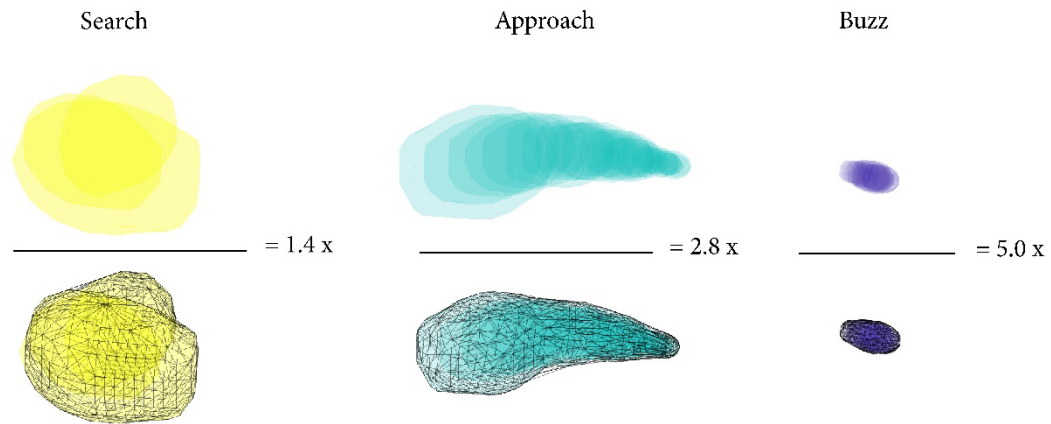 Search
Approach
Buzz
= 1.4 x
= 2.8 x
= 5.0 x